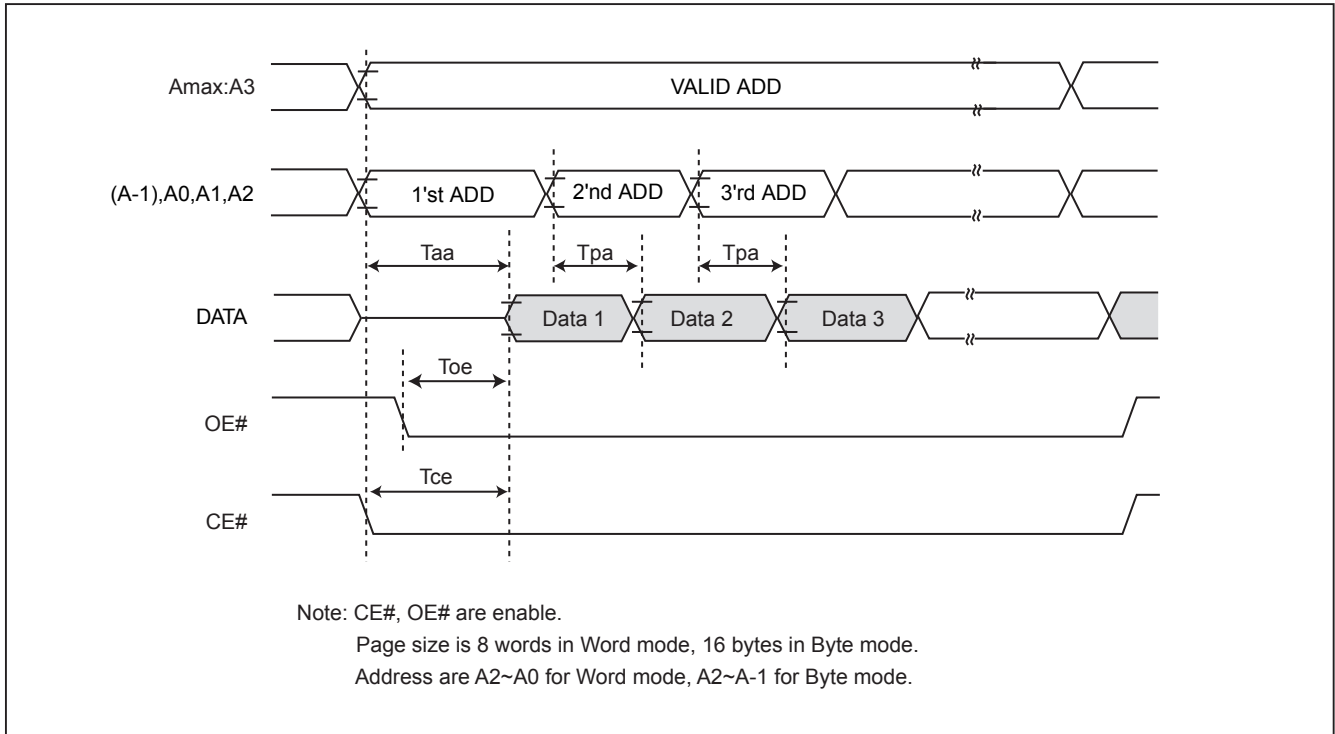 Amax:A3
VALID ADD
(A-1),A0,A1,A2
1'st ADD
2'nd ADD
3'rd ADD
Taa
Tpa
Tpa
DATA
Data 1
Data 2
Data 3
Toe
OE#
Tce
CE#
Note: CE#, OE# are enable.
Page size is 8 words in Word mode, 16 bytes in Byte mode.
Address are A2~A0 for Word mode, A2~A-1 for Byte mode.